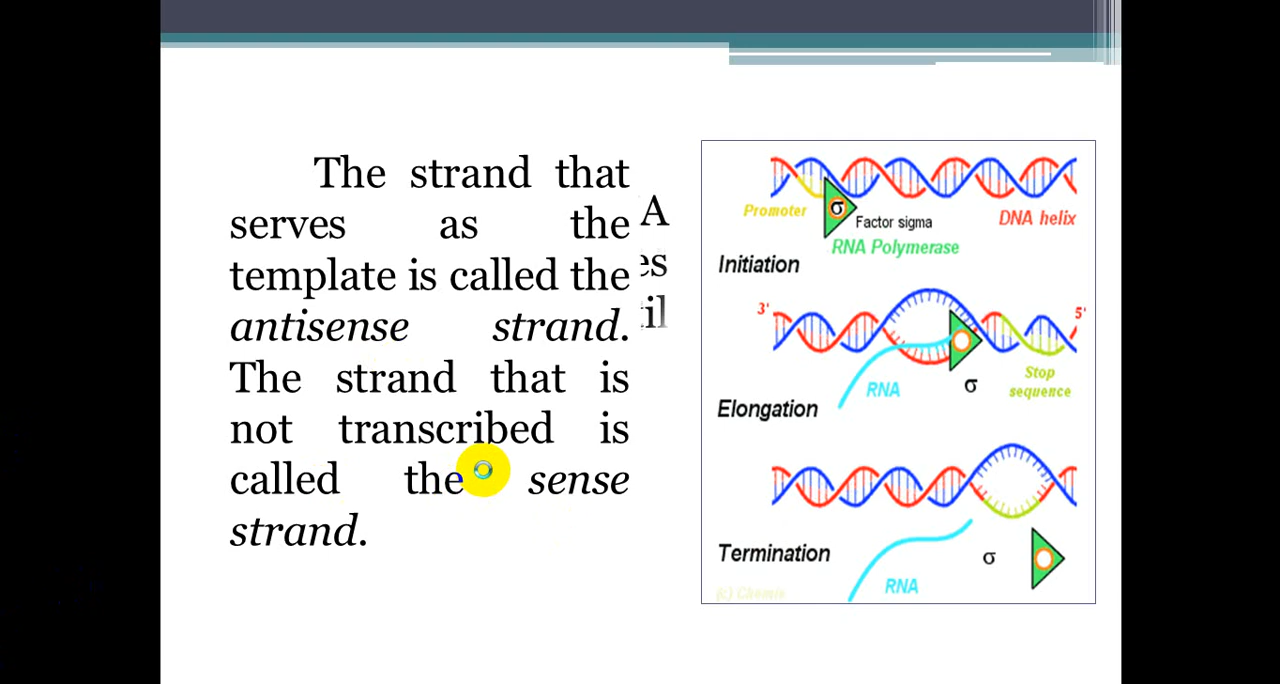 The strand that
serves as the
template is called the
antisense strand.
The strand that is
not transcribed is
called the sense
strand.
A
Promoter
σ
Factor sigma
DNA helix
RNA Polymerase
Initiation
3'
5'
RNA
σ
Stop
sequence
Elongation
Termination
σ
RNA